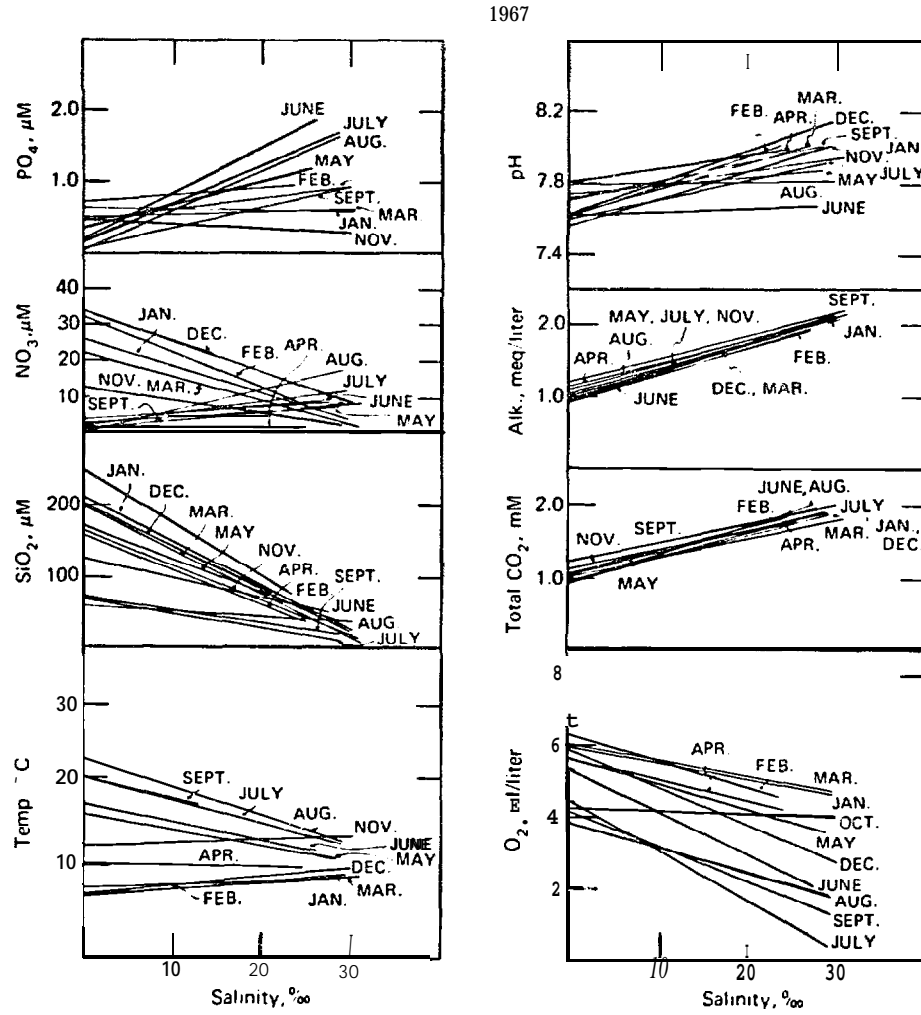 1967
PO4, μM
2.0
1.0
JUNE
JULY
AUG.
MAY
FEB.
SEPT.
MAR.
JAN.
NOV.
NO3, μM
40
30
20
10
JAN.
DEC.
FEB.
APR.
AUG.
NOV.
MAR.
JULY
SEPT.
JUNE
MAY
SiO2, μM
200
100
JAN.
DEC.
MAR.
MAY
NOV.
APR.
SEPT.
FEB
JUNE
AUG
JULY
Temp °C
30
20
10
SEPT.
JULY
AUG.
NOV.
JUNE
MAY
APR.
DEC.
FEB.
JAN.
MAR.
10 20 30
Salinity, ‰
pH
8.2
7.8
7.4
FEB.
MAR.
APR.
DEC.
SEPT.
JAN.
NOV.
MAY
JULY
AUG.
JUNE
Alk., meq/liter
2.0
1.0
SEPT.
MAY, JULY, NOV.
AUG.
JAN.
APR.
FEB.
JUNE
DEC., MAR.
Total CO2, mM
2.0
1.0
JUNE, AUG.
FEB.
JULY
NOV.
SEPT.
MAR.
JAN.,
DEC
APR.
MAY
O2, ml/liter
8
6
4
2
APR.
FEB.
MAR.
JAN.
OCT.
MAY
DEC.
JUNE
AUG.
SEPT.
JULY
10 20 30
Salinity, ‰